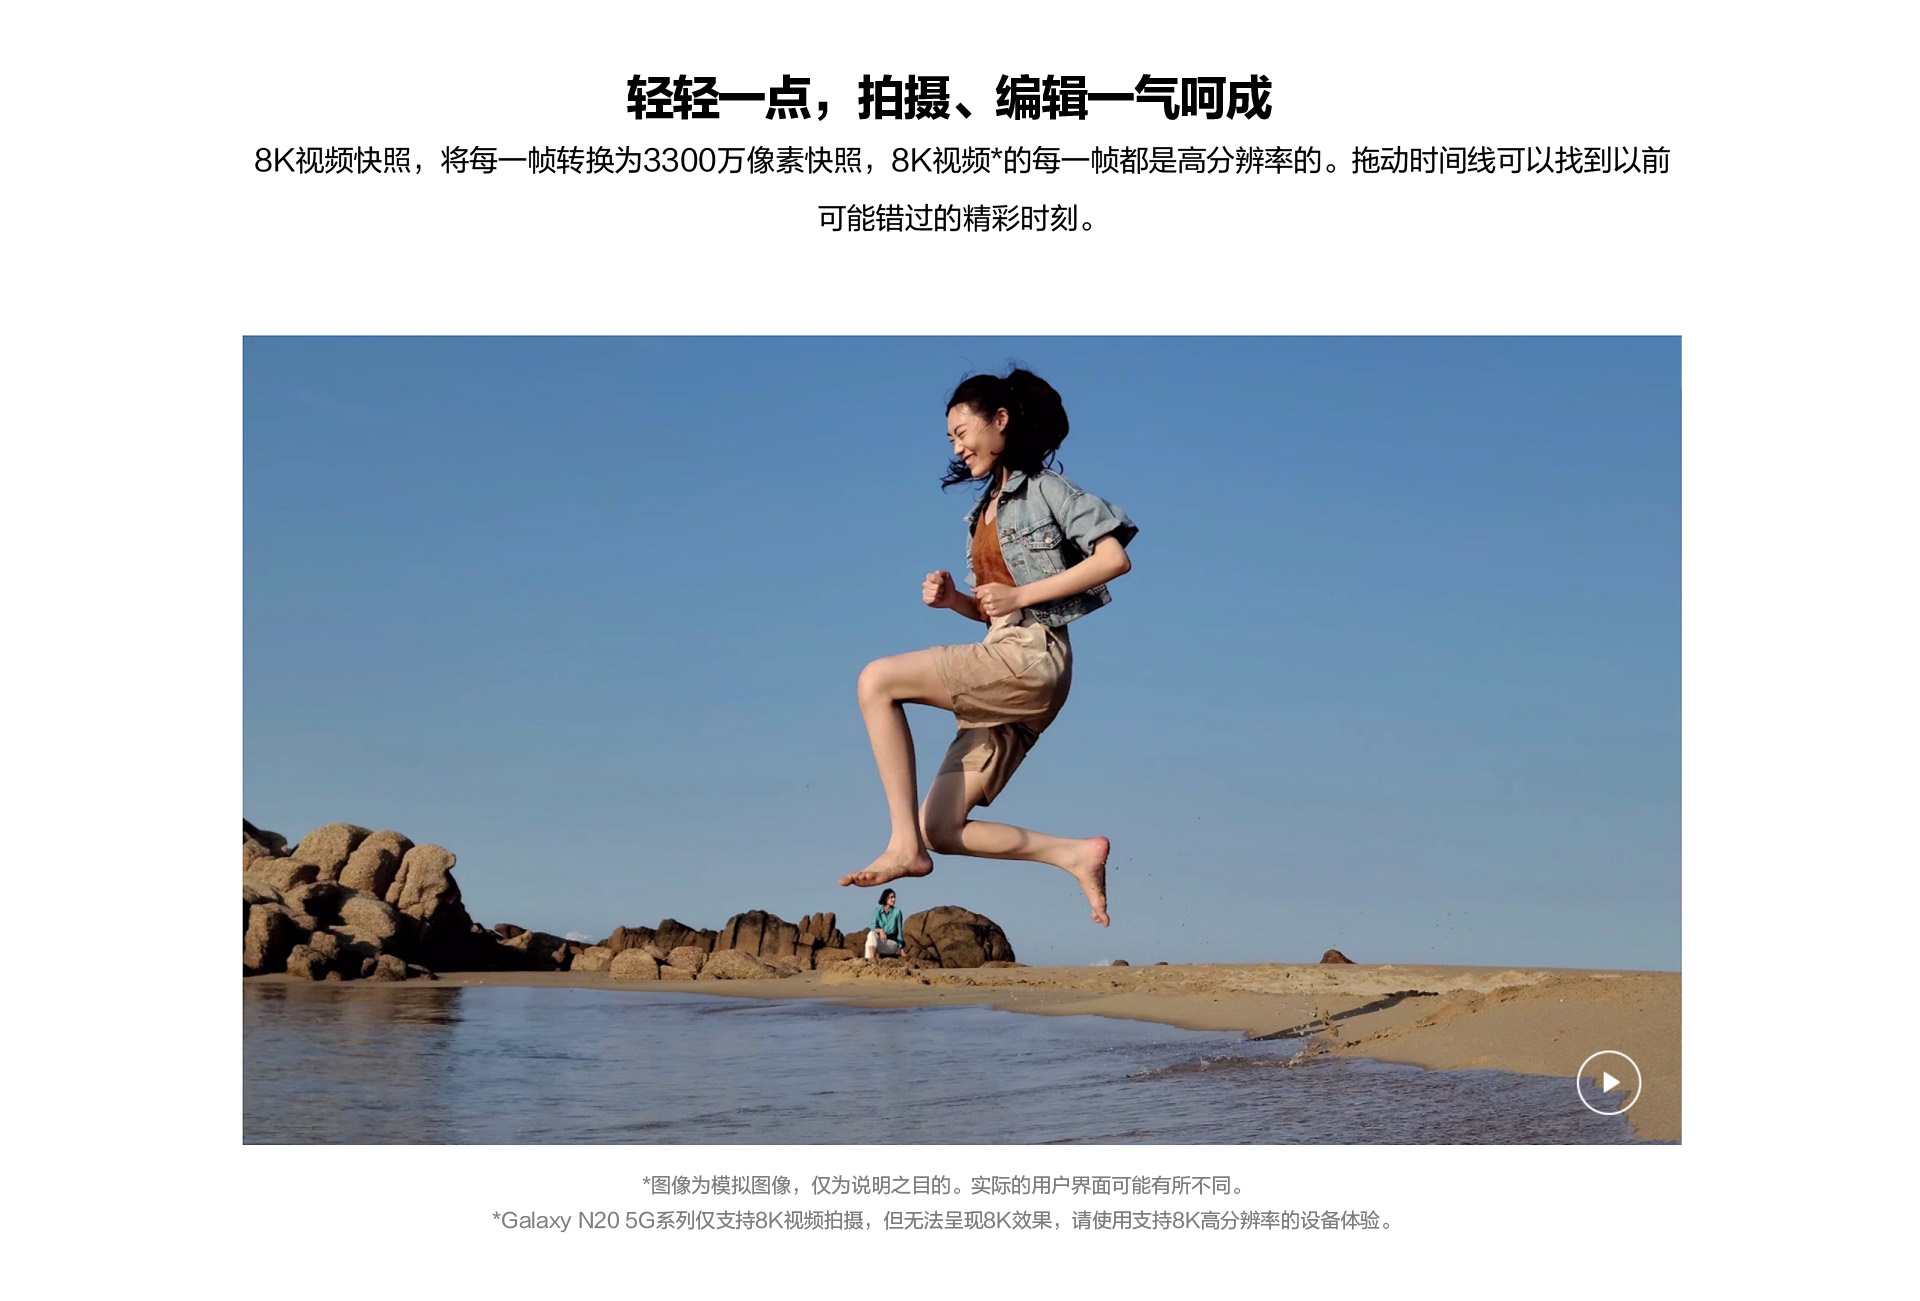 轻轻一点，拍摄、编辑一气呵成
8K视频快照，将每一帧转换为3300万像素快照，8K视频*的每一帧都是高分辨率的。拖动时间线可以找到以前
可能错过的精彩时刻。
*图像为模拟图像，仅为说明之目的。实际的用户界面可能有所不同。
*Galaxy N20 5G系列仅支持8K视频拍摄，但无法呈现8K效果，请使用支持8K高分辨率的设备体验。